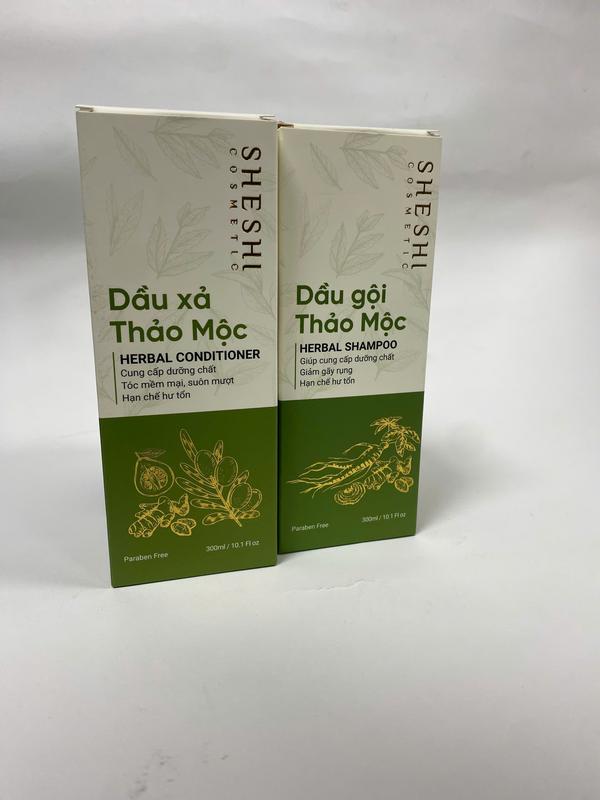 SHESHI
COSMETIC
Dầu xả
Thảo Mộc
HERBAL CONDITIONER
Cung cấp dưỡng chất
Tóc mềm mại, suôn mượt
Hạn chế hư tổn
Paraben Free
300ml / 10.1 Fl oz
SHESHI
COSMETIC
Dầu gội
Thảo Mộc
HERBAL SHAMPOO
Giúp cung cấp dưỡng chất
Giảm gãy rụng
Hạn chế hư tổn
Paraben Free
300ml / 10.1 Fl oz